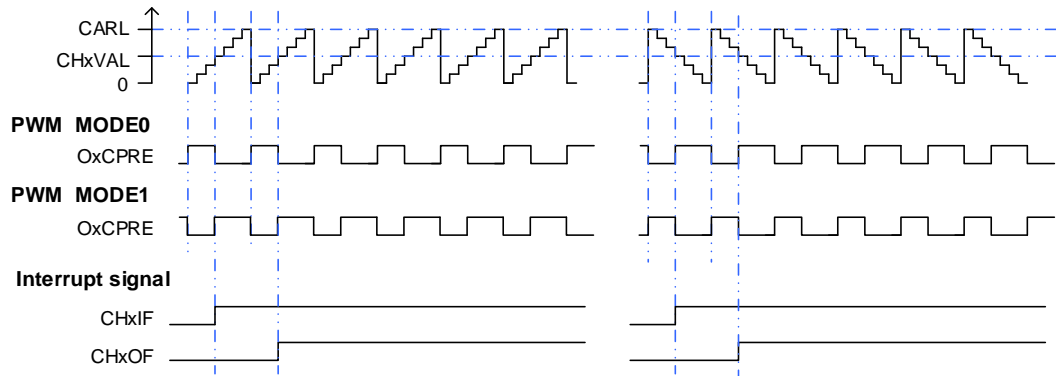 CARL
CHxVAL
0
PWM MODE0
OxCPRE
PWM MODE1
OxCPRE
Interrupt signal
CHxIF
CHxOF